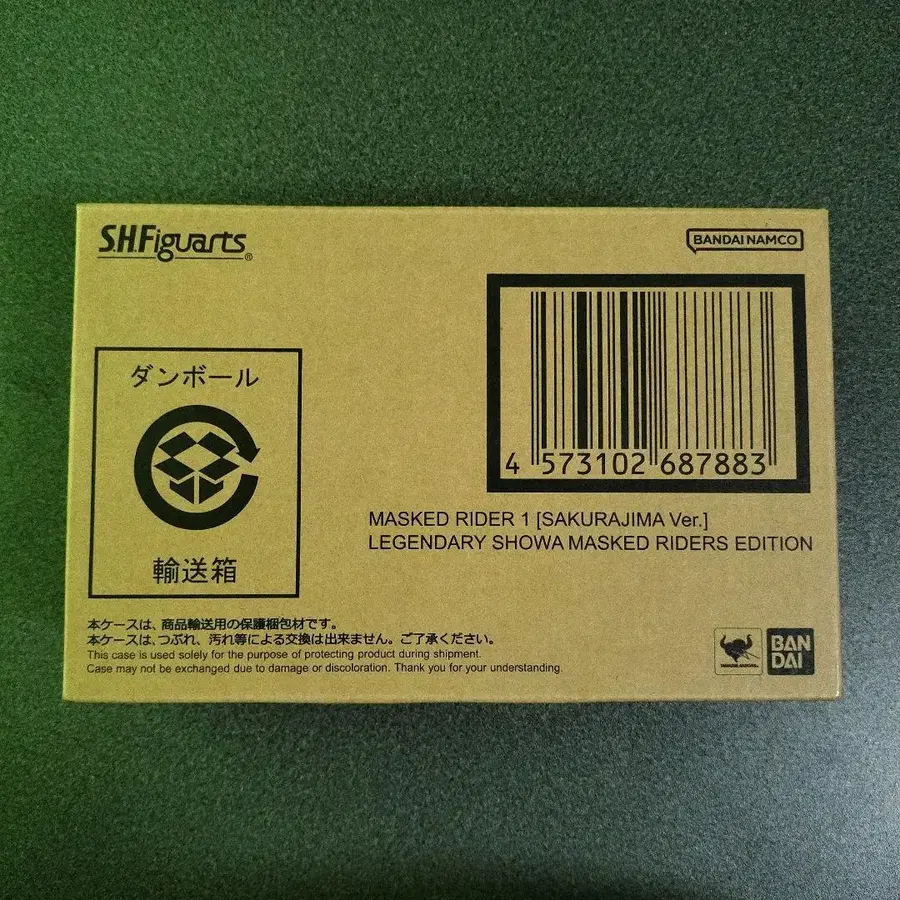 S.H.Figuarts®
BANDAI NAMCO
ダンボール
輸送箱
4 573102 687883
MASKED RIDER 1 [SAKURAJIMA Ver.]
LEGENDARY SHOWA MASKED RIDERS EDITION
本ケースは、商品輸送用の保護梱包材です。
本ケースは、つぶれ、汚れ等による交換は出来ません。ご了承ください。
This case is used solely for the purpose of protecting product during shipment.
Case may not be exchanged due to damage or discoloration. Thank you for your understanding.
BAN
DAI